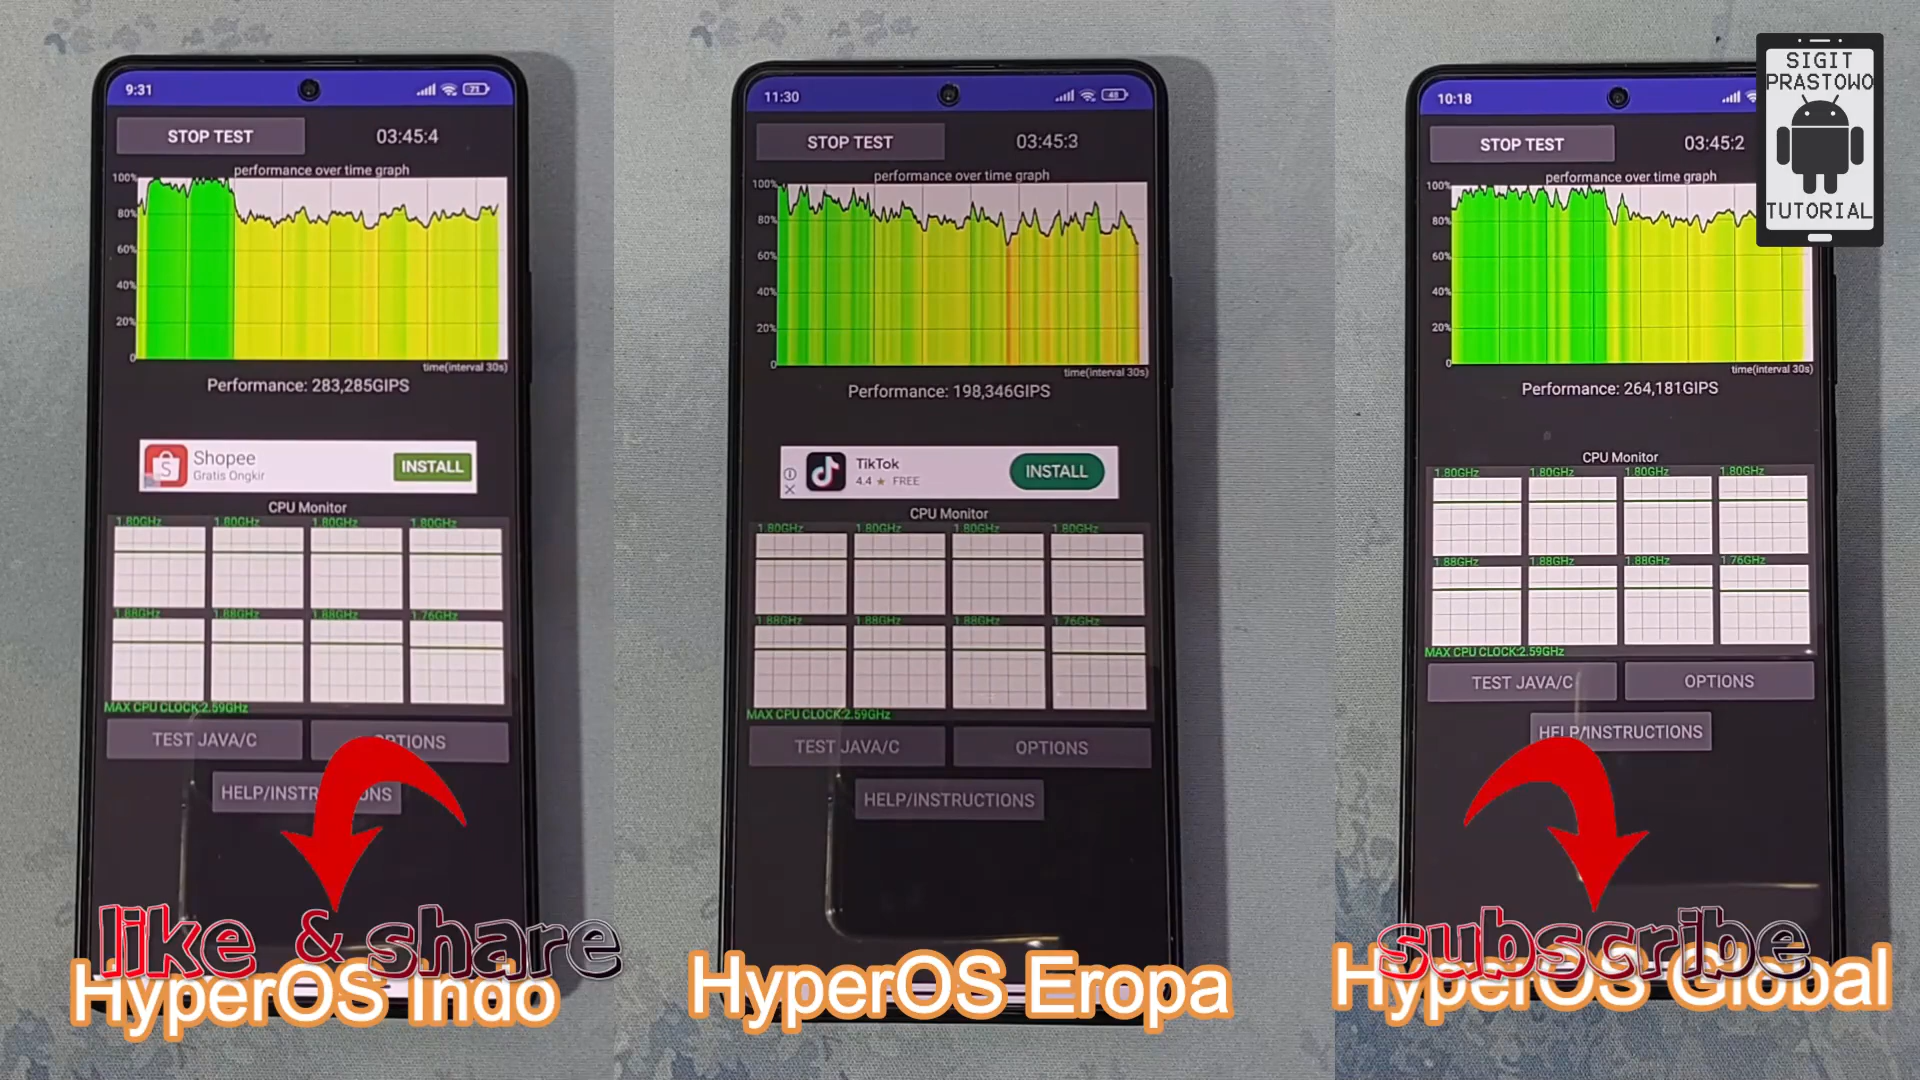 9:31
71
STOP TEST
03:45:4
performance over time graph
100%
80%
60%
40%
20%
0
time(interval 30s)
Performance: 283,285GIPS
Shopee
Gratis Ongkir
INSTALL
CPU Monitor
1.80GHz 1.80GHz 1.80GHz 1.80GHz
1.88GHz 1.88GHz 1.88GHz 1.76GHz
MAX CPU CLOCK:2.59GHz
TEST JAVA/C
OPTIONS
HELP/INSTRUCTIONS
like & share
HyperOS Indo
11:30
48
STOP TEST
03:45:3
performance over time graph
100%
80%
60%
40%
20%
0
time(interval 30s)
Performance: 198,346GIPS
TikTok
4.4 ★ FREE
INSTALL
CPU Monitor
1.80GHz 1.80GHz 1.80GHz 1.80GHz
1.88GHz 1.88GHz 1.88GHz 1.76GHz
MAX CPU CLOCK:2.59GHz
TEST JAVA/C
OPTIONS
HELP/INSTRUCTIONS
HyperOS Eropa
10:18
STOP TEST
03:45:2
performance over time graph
100%
80%
60%
40%
20%
0
time(interval 30s)
Performance: 264,181GIPS
CPU Monitor
1.80GHz 1.80GHz 1.80GHz 1.80GHz
1.88GHz 1.88GHz 1.88GHz 1.76GHz
MAX CPU CLOCK:2.59GHz
TEST JAVA/C
OPTIONS
HELP/INSTRUCTIONS
subscribe
HyperOS Global
SIGIT
PRASTOWO
TUTORIAL